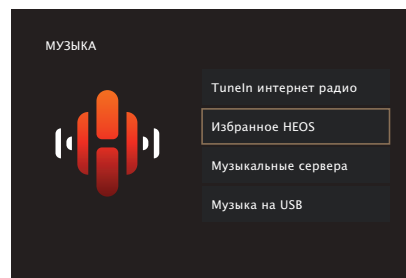 МУЗЫКА
TuneIn интернет радио
Избранное HEOS
Музыкальные сервера
Музыка на USB